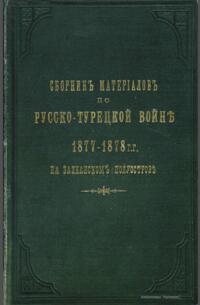 СБОРНИКЪ МАТЕРІАЛОВЪ
ПО
РУССКО-ТУРЕЦКОЙ ВОЙНѢ
1877-1878 г.г.
НА БАЛКАНСКОМЪ ПОЛУОСТРОВѢ